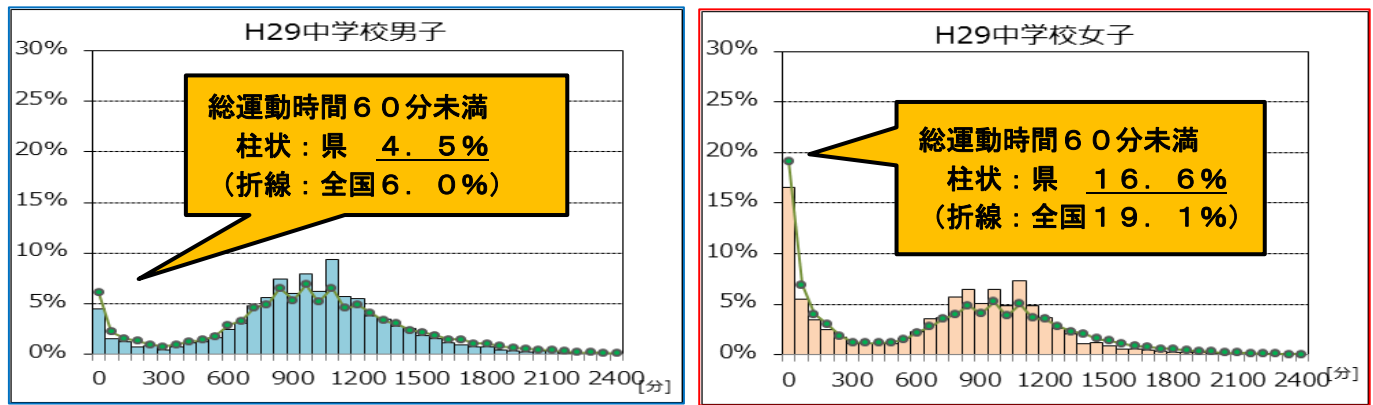 H29中学校男子
30%
25%
20%
15%
10%
5%
0%
総運動時間６０分未満
柱状：県　４．５%
（折線：全国６．０%）
0 300 600 900 1200 1500 1800 2100 2400
[分]
H29中学校女子
30%
25%
20%
15%
10%
5%
0%
総運動時間６０分未満
柱状：県　１６．６%
（折線：全国１９．１%）
0 300 600 900 1200 1500 1800 2100 2400
[分]